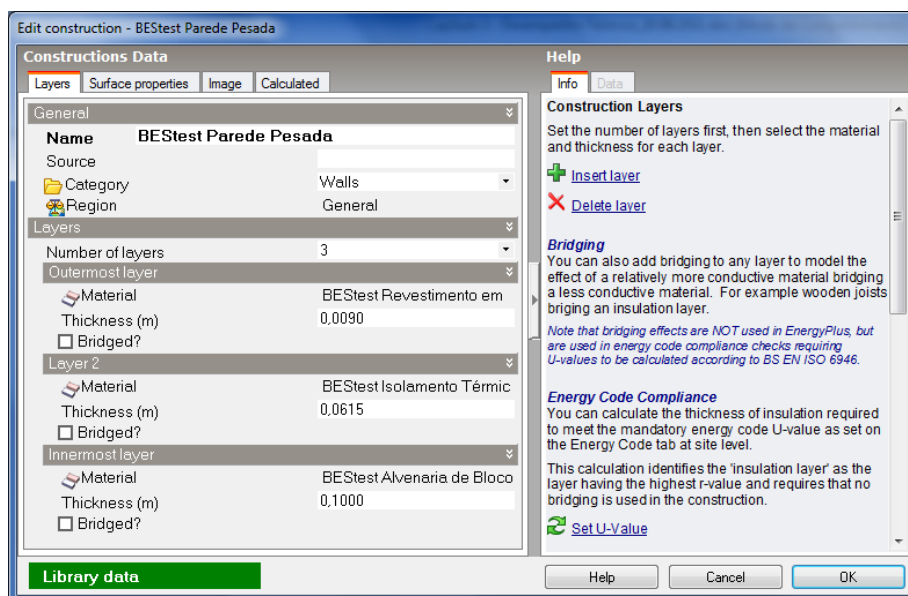 Edit construction - BEStest Parede Pesada
Constructions Data
Layers
Surface properties
Image
Calculated
General
Name BEStest Parede Pesada
Source
Category Walls
Region General
Layers
Number of layers 3
Outermost layer
Material BEStest Revestimento em
Thickness (m) 0,0090
Bridged?
Layer 2
Material BEStest Isolamento Térmic
Thickness (m) 0,0615
Bridged?
Innermost layer
Material BEStest Alvenaria de Bloco
Thickness (m) 0,1000
Bridged?
Library data
Help
Info
Data
Construction Layers
Set the number of layers first, then select the material
and thickness for each layer.
Insert layer
Delete layer
Bridging
You can also add bridging to any layer to model the
effect of a relatively more conductive material bridging
a less conductive material. For example wooden joists
briging an insulation layer.
Note that bridging effects are NOT used in EnergyPlus, but
are used in energy code compliance checks requiring
U-values to be calculated according to BS EN ISO 6946.
Energy Code Compliance
You can calculate the thickness of insulation required
to meet the mandatory energy code U-value as set on
the Energy Code tab at site level.
This calculation identifies the 'insulation layer' as the
layer having the highest r-value and requires that no
bridging is used in the construction.
Set U-Value
Help
Cancel
OK